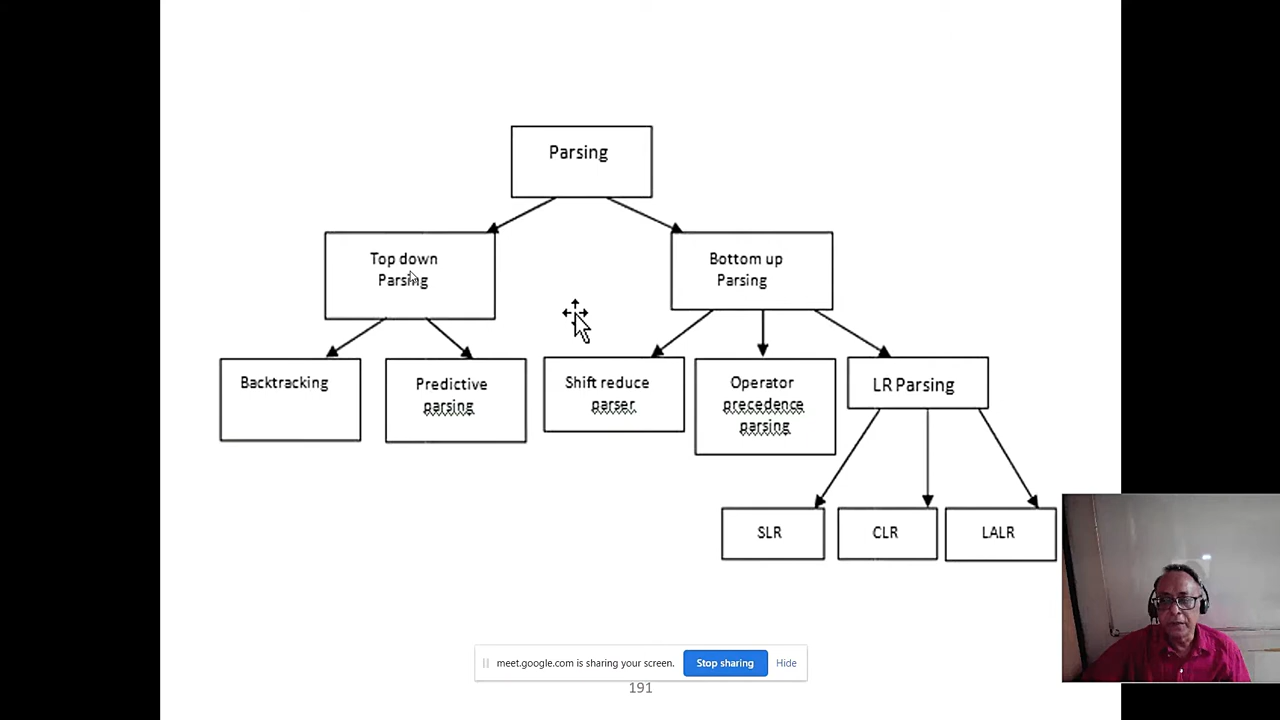 Parsing
Top down
Parsing
Bottom up
Parsing
Backtracking
Predictive
parsing
Shift reduce
parser
Operator
precedence
parsing
LR Parsing
SLR
CLR
LALR
meet.google.com is sharing your screen.
Stop sharing
Hide
191